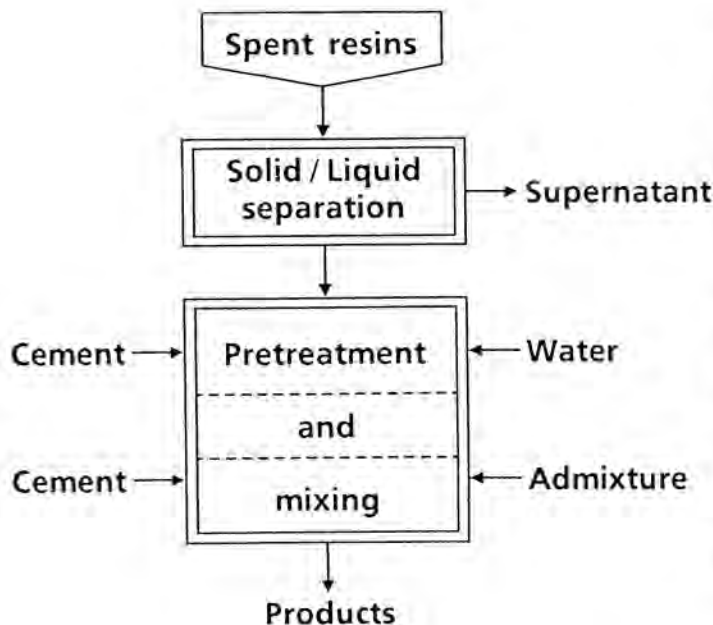 Spent resins
Solid / Liquid
separation
Supernatant
Cement
Pretreatment
Water
and
Cement
mixing
Admixture
Products